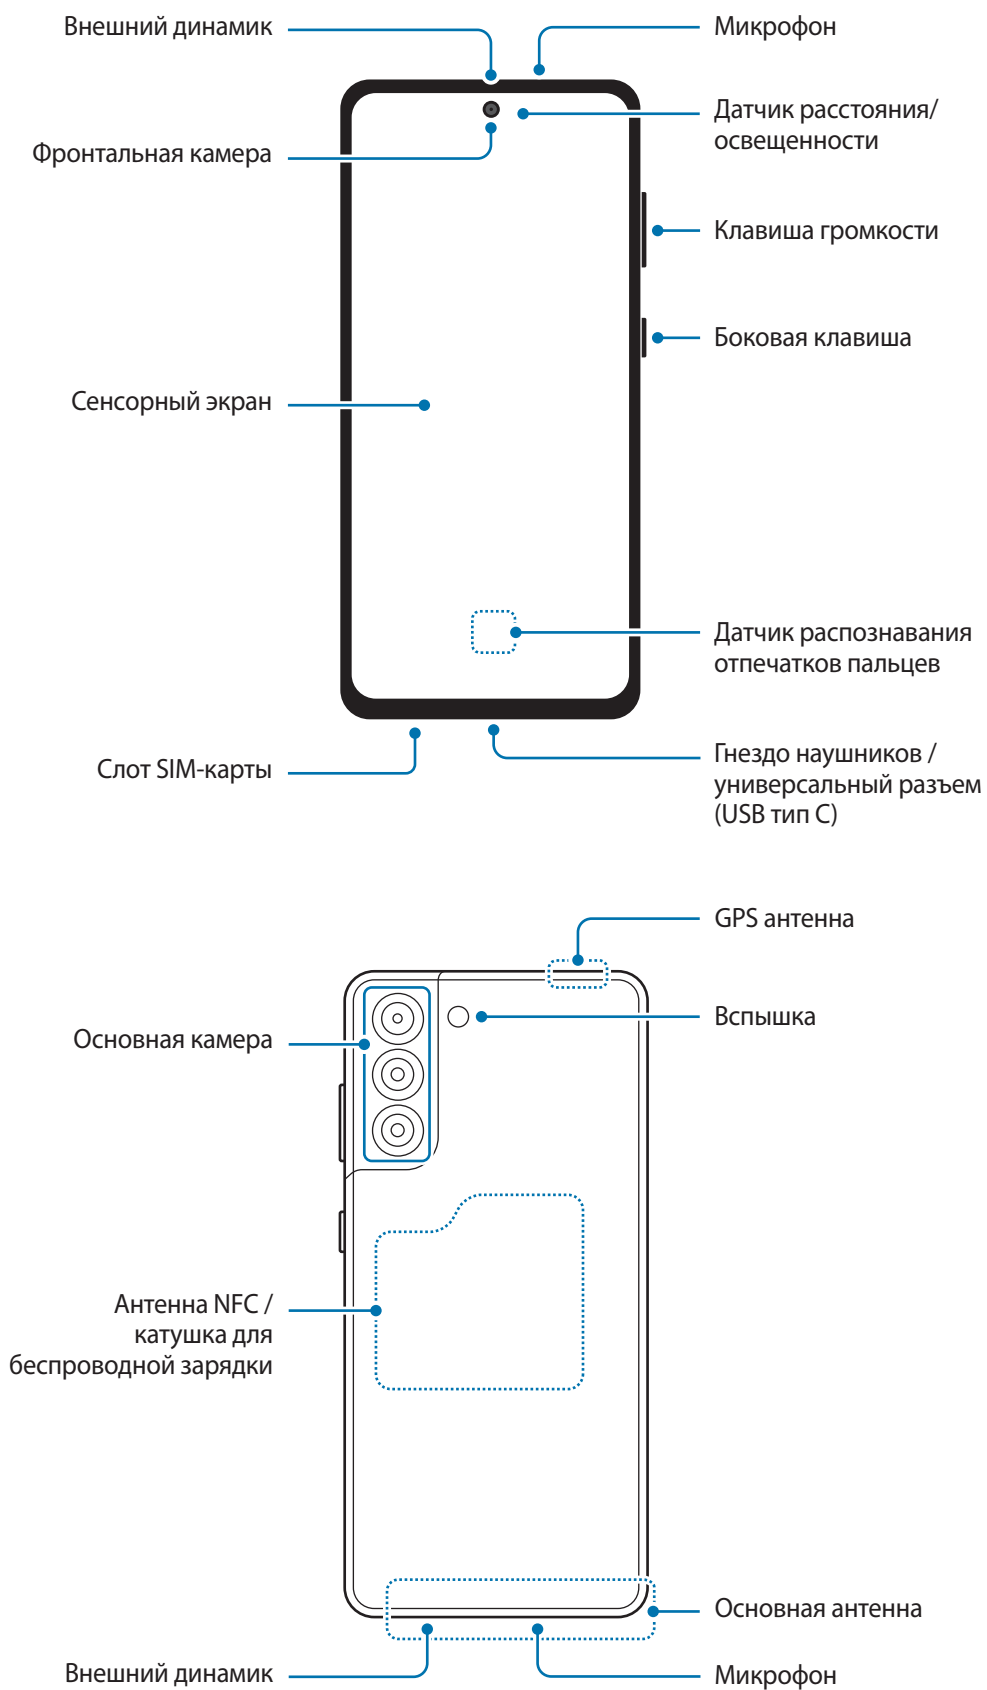 Внешний динамик
Микрофон
Датчик расстояния/
освещенности
Фронтальная камера
Клавиша громкости
Боковая клавиша
Сенсорный экран
Датчик распознавания
отпечатков пальцев
Слот SIM-карты
Гнездо наушников /
универсальный разъем
(USB тип C)
GPS антенна
Вспышка
Основная камера
Антенна NFC /
катушка для
беспроводной зарядки
Основная антенна
Внешний динамик
Микрофон